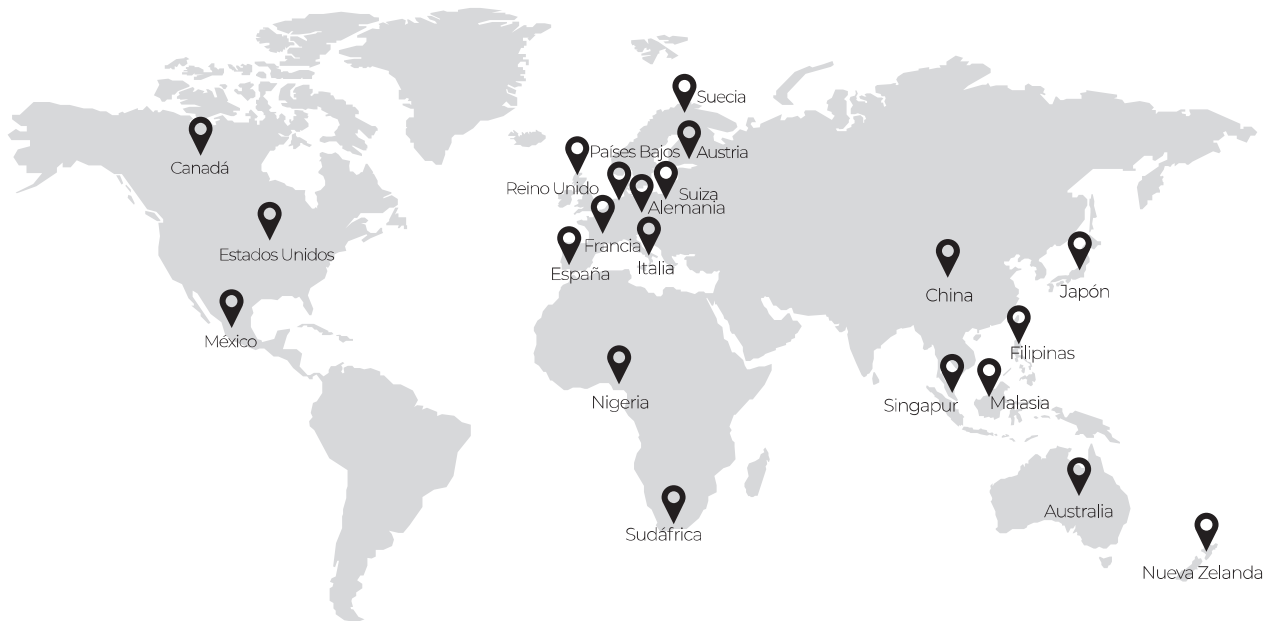 Suecia
Países Bajos
Austria
Canadá
Reino Unido
Suiza
Alemania
Estados Unidos
Francia
Italia
España
China
Japón
México
Filipinas
Nigeria
Singapur
Malasia
Australia
Sudáfrica
Nueva Zelanda